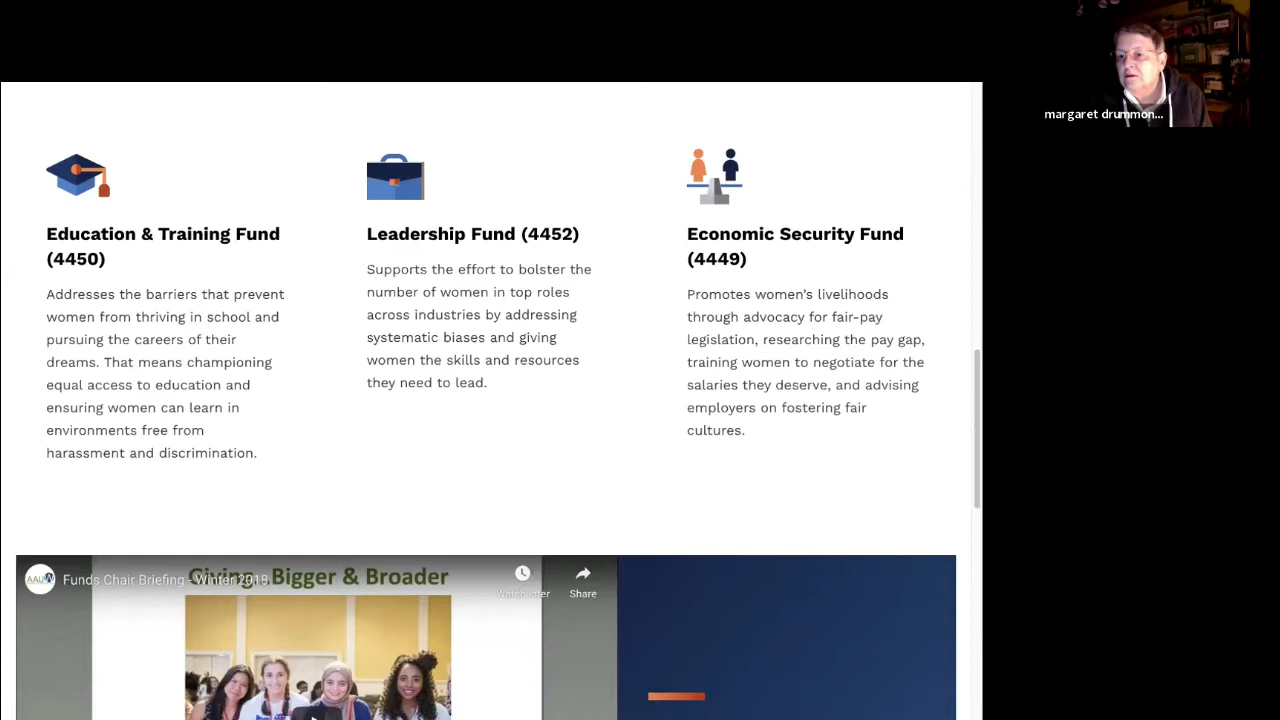 margaret drummon...
Education & Training Fund
(4450)
Addresses the barriers that prevent
women from thriving in school and
pursuing the careers of their
dreams. That means championing
equal access to education and
ensuring women can learn in
environments free from
harassment and discrimination.
Leadership Fund (4452)
Supports the effort to bolster the
number of women in top roles
across industries by addressing
systematic biases and giving
women the skills and resources
they need to lead.
Economic Security Fund
(4449)
Promotes women’s livelihoods
through advocacy for fair-pay
legislation, researching the pay gap,
training women to negotiate for the
salaries they deserve, and advising
employers on fostering fair
cultures.
AAUW
Funds Chair Briefing - Winter 2018
Giving, Bigger & Broader
Watch later
Share